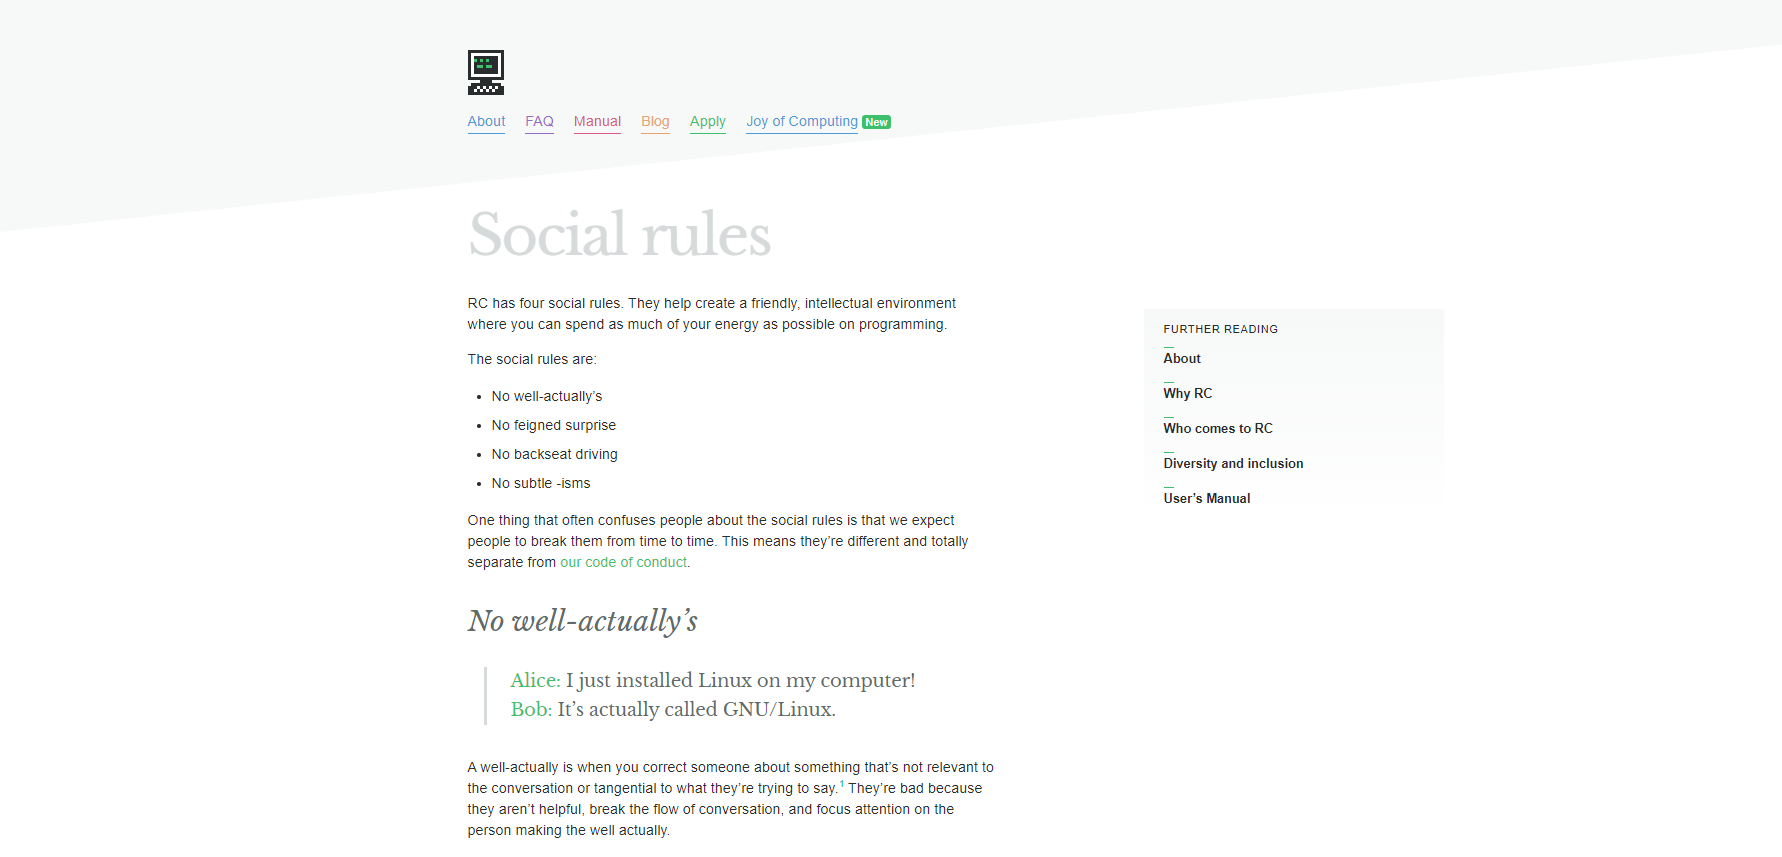 About FAQ Manual Blog Apply Joy of Computing New
Social rules
RC has four social rules. They help create a friendly, intellectual environment
where you can spend as much of your energy as possible on programming.
The social rules are:
• No well-actually’s
• No feigned surprise
• No backseat driving
• No subtle -isms
One thing that often confuses people about the social rules is that we expect
people to break them from time to time. This means they’re different and totally
separate from our code of conduct.
No well-actually’s
Alice: I just installed Linux on my computer!
Bob: It’s actually called GNU/Linux.
A well-actually is when you correct someone about something that’s not relevant to
the conversation or tangential to what they’re trying to say.1 They’re bad because
they aren’t helpful, break the flow of conversation, and focus attention on the
person making the well actually.
FURTHER READING
About
Why RC
Who comes to RC
Diversity and inclusion
User’s Manual